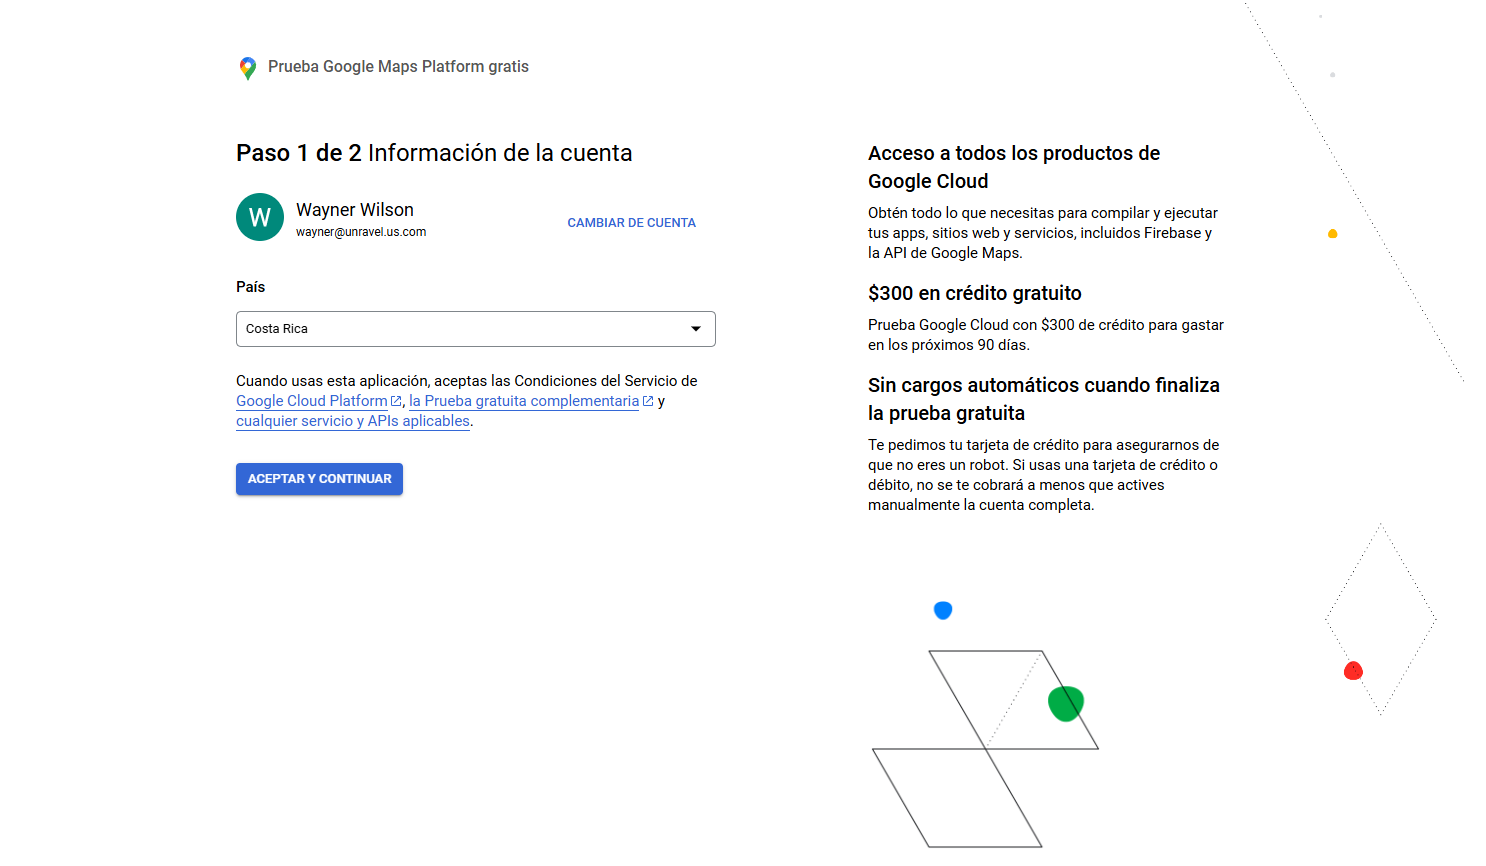 Prueba Google Maps Platform gratis
Paso 1 de 2 Información de la cuenta
W
Wayner Wilson
wayner@unravel.us.com
CAMBIAR DE CUENTA
País
Costa Rica
Cuando usas esta aplicación, aceptas las Condiciones del Servicio de
Google Cloud Platform, la Prueba gratuita complementaria y
cualquier servicio y APIs aplicables.
ACEPTAR Y CONTINUAR
Acceso a todos los productos de
Google Cloud
Obtén todo lo que necesitas para compilar y ejecutar
tus apps, sitios web y servicios, incluidos Firebase y
la API de Google Maps.
$300 en crédito gratuito
Prueba Google Cloud con $300 de crédito para gastar
en los próximos 90 días.
Sin cargos automáticos cuando finaliza
la prueba gratuita
Te pedimos tu tarjeta de crédito para asegurarnos de
que no eres un robot. Si usas una tarjeta de crédito o
débito, no se te cobrará a menos que actives
manualmente la cuenta completa.